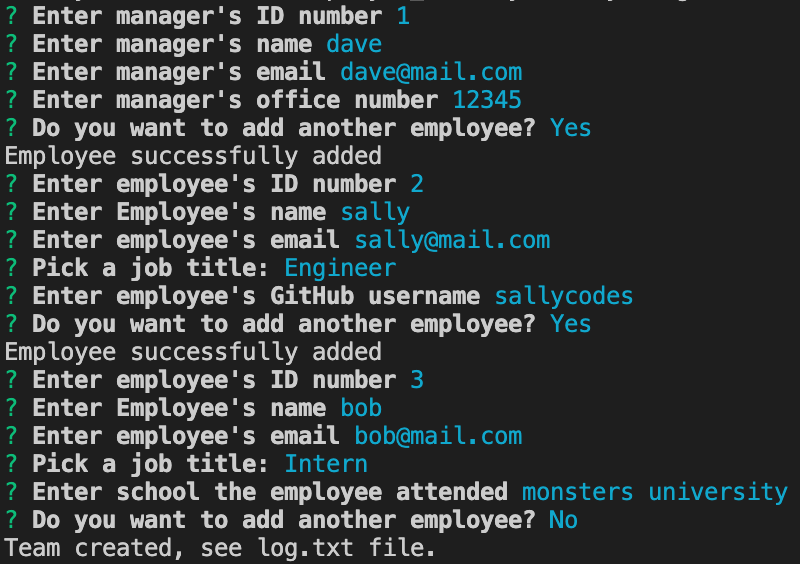 ? Enter manager's ID number 1
? Enter manager's name dave
? Enter manager's email dave@mail.com
? Enter manager's office number 12345
? Do you want to add another employee? Yes
Employee successfully added
? Enter employee's ID number 2
? Enter Employee's name sally
? Enter employee's email sally@mail.com
? Pick a job title: Engineer
? Enter employee's GitHub username sallycodes
? Do you want to add another employee? Yes
Employee successfully added
? Enter employee's ID number 3
? Enter Employee's name bob
? Enter employee's email bob@mail.com
? Pick a job title: Intern
? Enter school the employee attended monsters university
? Do you want to add another employee? No
Team created, see log.txt file.